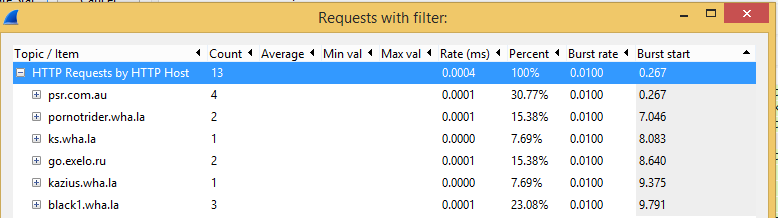 Requests with filter:
Topic / Item Count Average Min val Max val Rate (ms) Percent Burst rate Burst start
HTTP Requests by HTTP Host 13 0.0004 100% 0.0100 0.267
psr.com.au 4 0.0001 30.77% 0.0100 0.267
pornotrider.wha.la 2 0.0001 15.38% 0.0100 7.046
ks.wha.la 1 0.0000 7.69% 0.0100 8.083
go.exelo.ru 2 0.0001 15.38% 0.0100 8.640
kazius.wha.la 1 0.0000 7.69% 0.0100 9.375
black1.wha.la 3 0.0001 23.08% 0.0100 9.791